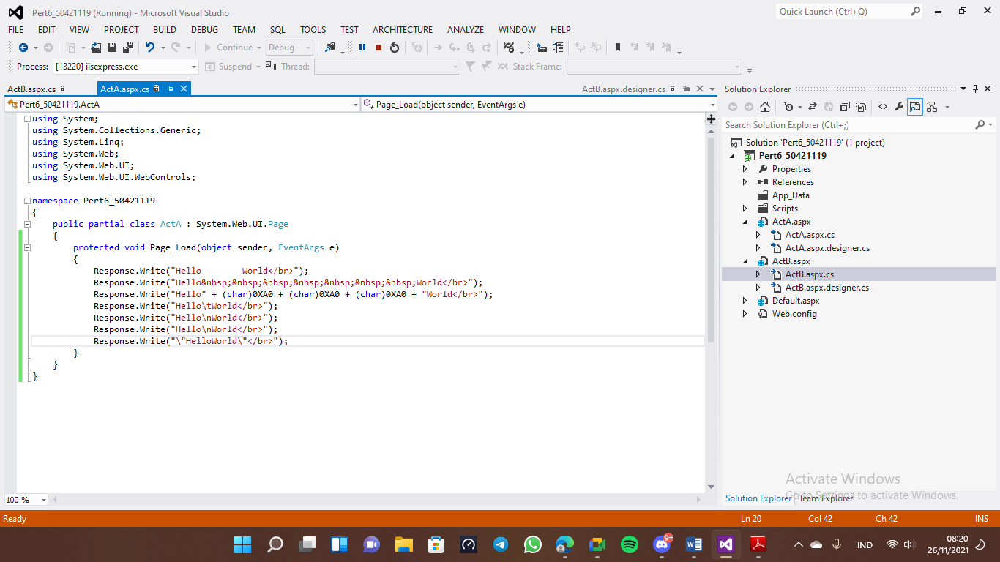 Pert6_50421119 (Running) - Microsoft Visual Studio
Quick Launch (Ctrl+Q)
FILE EDIT VIEW PROJECT BUILD DEBUG TEAM SQL TOOLS TEST ARCHITECTURE ANALYZE WINDOW HELP
Continue Debug
Process: [13220] iisexpress.exe Suspend Thread: Stack Frame:
ActB.aspx.cs ActA.aspx.cs ActB.aspx.designer.cs
Pert6_50421119.ActA Page_Load(object sender, EventArgs e)
using System;
using System.Collections.Generic;
using System.Linq;
using System.Web;
using System.Web.UI;
using System.Web.UI.WebControls;
namespace Pert6_50421119
{
public partial class ActA : System.Web.UI.Page
{
protected void Page_Load(object sender, EventArgs e)
{
Response.Write("Hello        World</br>");
Response.Write("Hello&nbsp;&nbsp;&nbsp;&nbsp;&nbsp;&nbsp;&nbsp;World</br>");
Response.Write("Hello" + (char)0XA0 + (char)0XA0 + (char)0XA0 + "World</br>");
Response.Write("Hello\tWorld</br>");
Response.Write("Hello\nWorld</br>");
Response.Write("Hello\nWorld</br>");
Response.Write("\"HelloWorld\"</br>");
}
}
}
100 %
Solution Explorer
Search Solution Explorer (Ctrl+;)
Solution 'Pert6_50421119' (1 project)
Pert6_50421119
Properties
References
App_Data
Scripts
ActA.aspx
ActA.aspx.cs
ActA.aspx.designer.cs
ActB.aspx
ActB.aspx.cs
ActB.aspx.designer.cs
Default.aspx
Web.config
Activate Windows
Go to Settings to activate Windows.
Solution Explorer Team Explorer
Ready Ln 20 Col 42 Ch 42 INS
9+
IND
08:20
26/11/2021